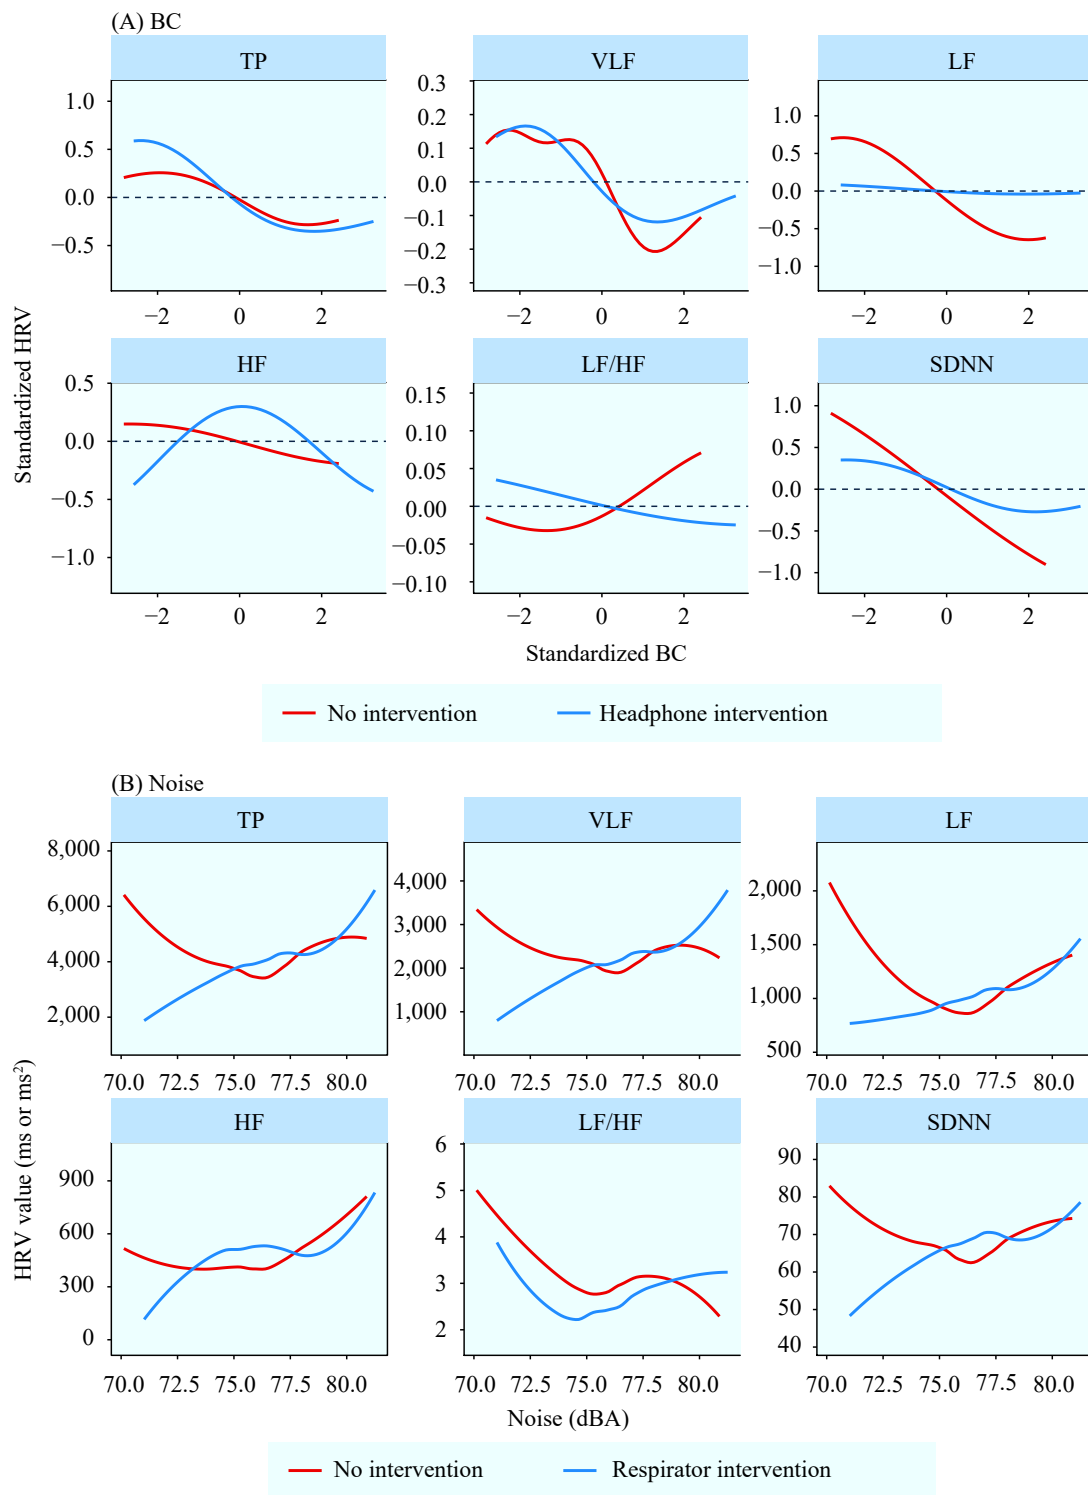 (A) BC
TP
VLF
LF
1.0
0.5
0.0
−0.5
0.3
0.2
0.1
0.0
−0.1
−0.2
−0.3
1.0
0.5
0.0
−0.5
−1.0
−2 0 2
−2 0 2
−2 0 2
HF
LF/HF
SDNN
0.5
0.0
−0.5
−1.0
0.15
0.10
0.05
0.00
−0.05
−0.10
1.0
0.5
0.0
−0.5
−1.0
−2 0 2
−2 0 2
−2 0 2
Standardized HRV
Standardized BC
No intervention
Headphone intervention
(B) Noise
TP
VLF
LF
8,000
6,000
4,000
2,000
4,000
3,000
2,000
1,000
2,000
1,500
1,000
500
70.0 72.5 75.0 77.5 80.0
70.0 72.5 75.0 77.5 80.0
70.0 72.5 75.0 77.5 80.0
HF
LF/HF
SDNN
900
600
300
0
6
5
4
3
2
90
80
70
60
50
40
70.0 72.5 75.0 77.5 80.0
70.0 72.5 75.0 77.5 80.0
70.0 72.5 75.0 77.5 80.0
HRV value (ms or ms²)
Noise (dBA)
No intervention
Respirator intervention